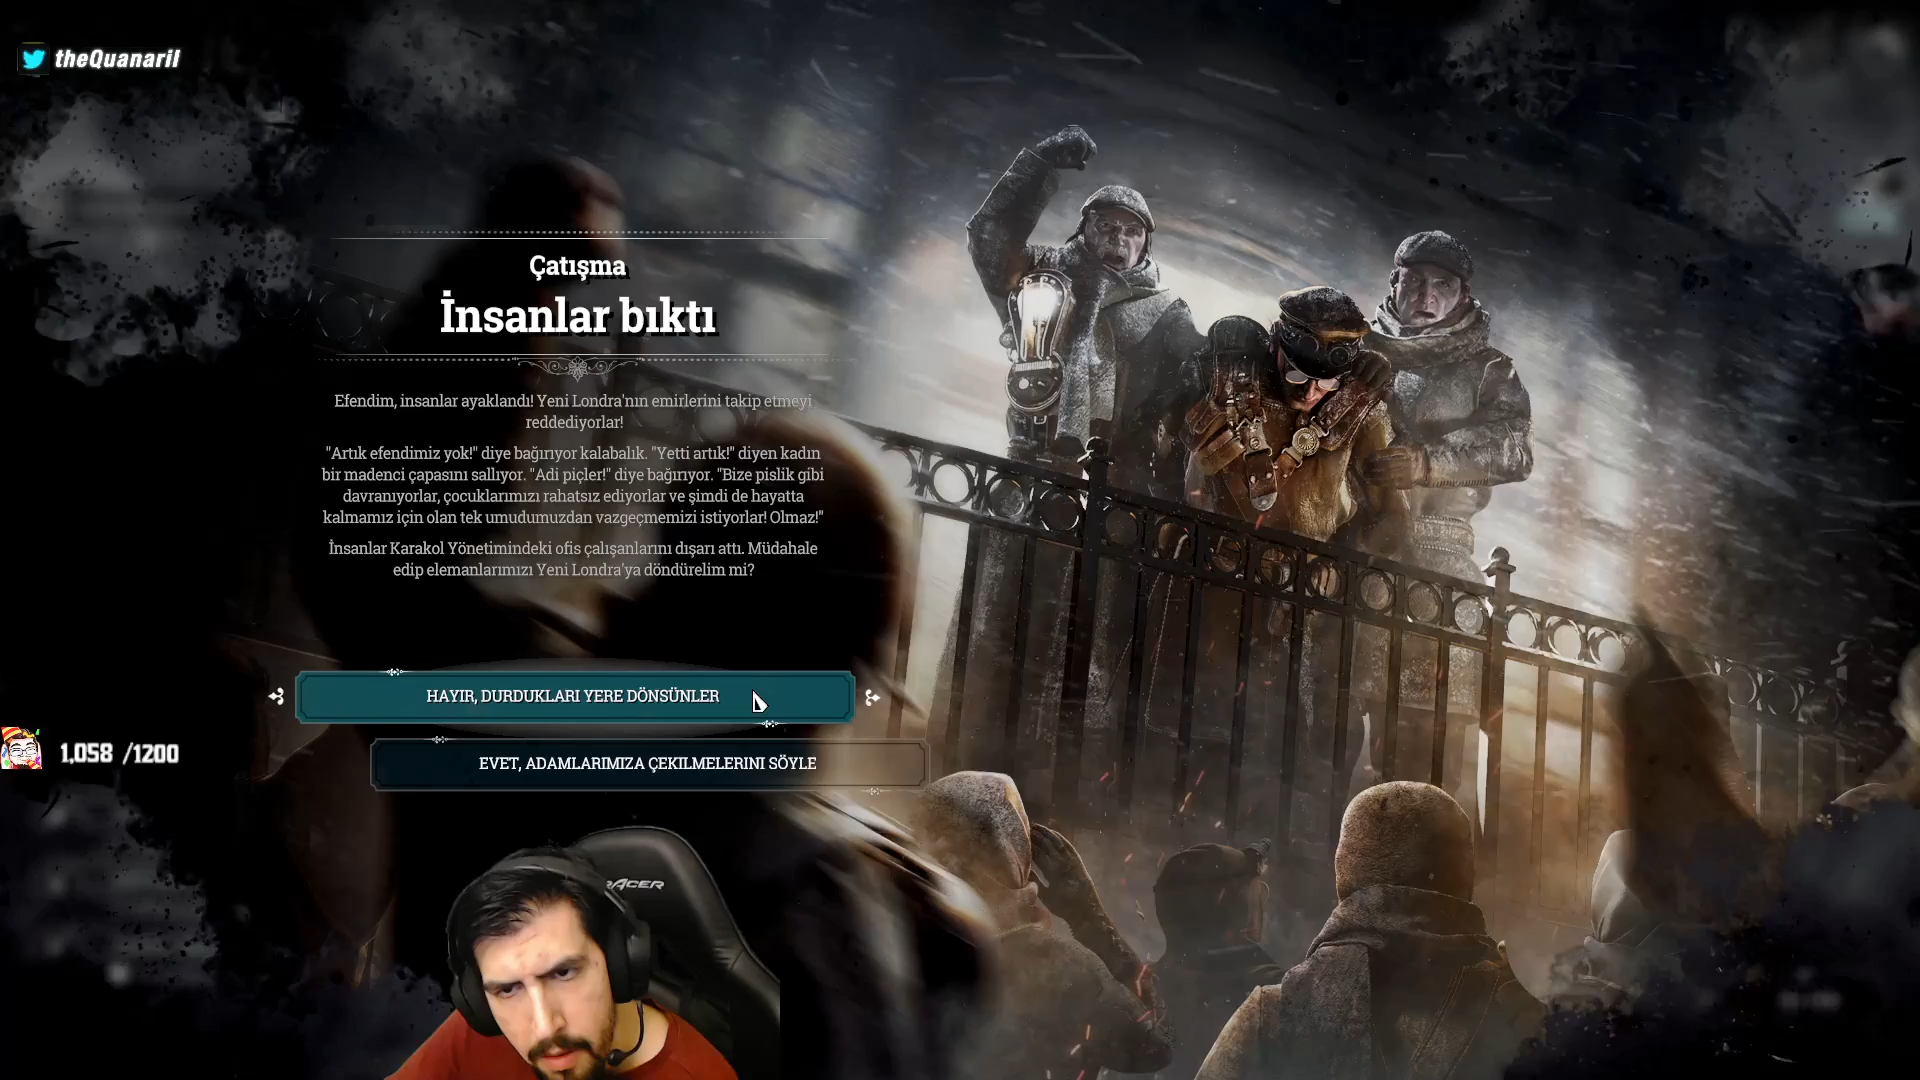 theQuanaril
Çatışma
İnsanlar bıktı
Efendim, insanlar ayaklandı! Yeni Londra'nın emirlerini takip etmeyi
reddediyorlar!
"Artık efendimiz yok!" diye bağırıyor kalabalık. "Yetti artık!" diyen kadın
bir madenci çapasını sallıyor. "Adi piçler!" diye bağırıyor. "Bize pislik gibi
davranıyorlar, çocuklarımızı rahatsız ediyorlar ve şimdi de hayatta
kalmamız için olan tek umudumuzdan vazgeçmemizi istiyorlar! Olmaz!"
İnsanlar Karakol Yönetimindeki ofis çalışanlarını dışarı attı. Müdahale
edip elemanlarımızı Yeni Londra'ya döndürelim mi?
HAYIR, DURDUKLARI YERE DÖNSÜNLER
1,058 /1200
EVET, ADAMLARIMIZA ÇEKILMELERINI SÖYLE